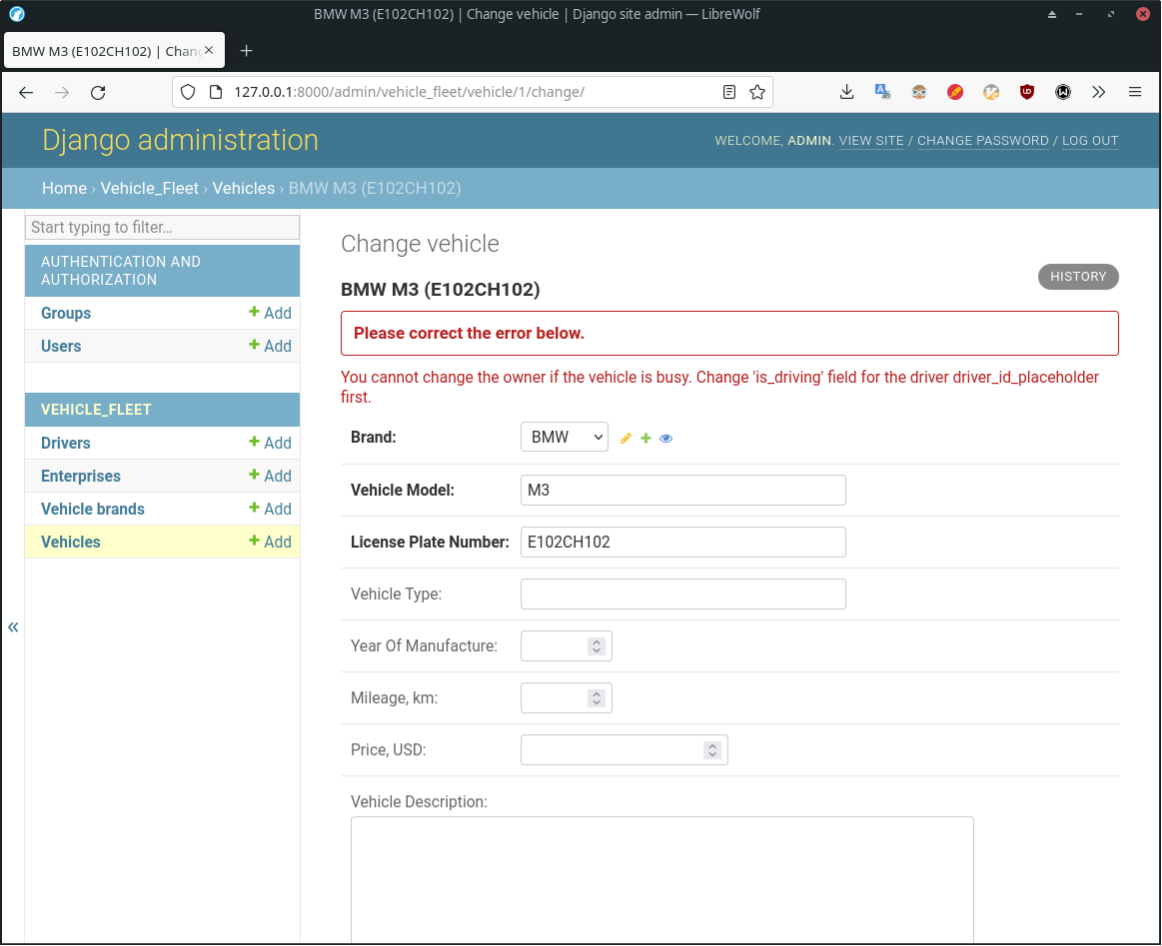 BMW M3 (E102CH102) | Change vehicle | Django site admin — LibreWolf
BMW M3 (E102CH102) | Chang
127.0.0.1:8000/admin/vehicle_fleet/vehicle/1/change/
Django administration
WELCOME, ADMIN. VIEW SITE / CHANGE PASSWORD / LOG OUT
Home › Vehicle_Fleet › Vehicles › BMW M3 (E102CH102)
Start typing to filter...
AUTHENTICATION AND
AUTHORIZATION
Groups + Add
Users + Add
VEHICLE_FLEET
Drivers + Add
Enterprises + Add
Vehicle brands + Add
Vehicles + Add
«
Change vehicle
HISTORY
BMW M3 (E102CH102)
Please correct the error below.
You cannot change the owner if the vehicle is busy. Change 'is_driving' field for the driver driver_id_placeholder
first.
Brand: BMW
Vehicle Model: M3
License Plate Number: E102CH102
Vehicle Type:
Year Of Manufacture:
Mileage, km:
Price, USD:
Vehicle Description: